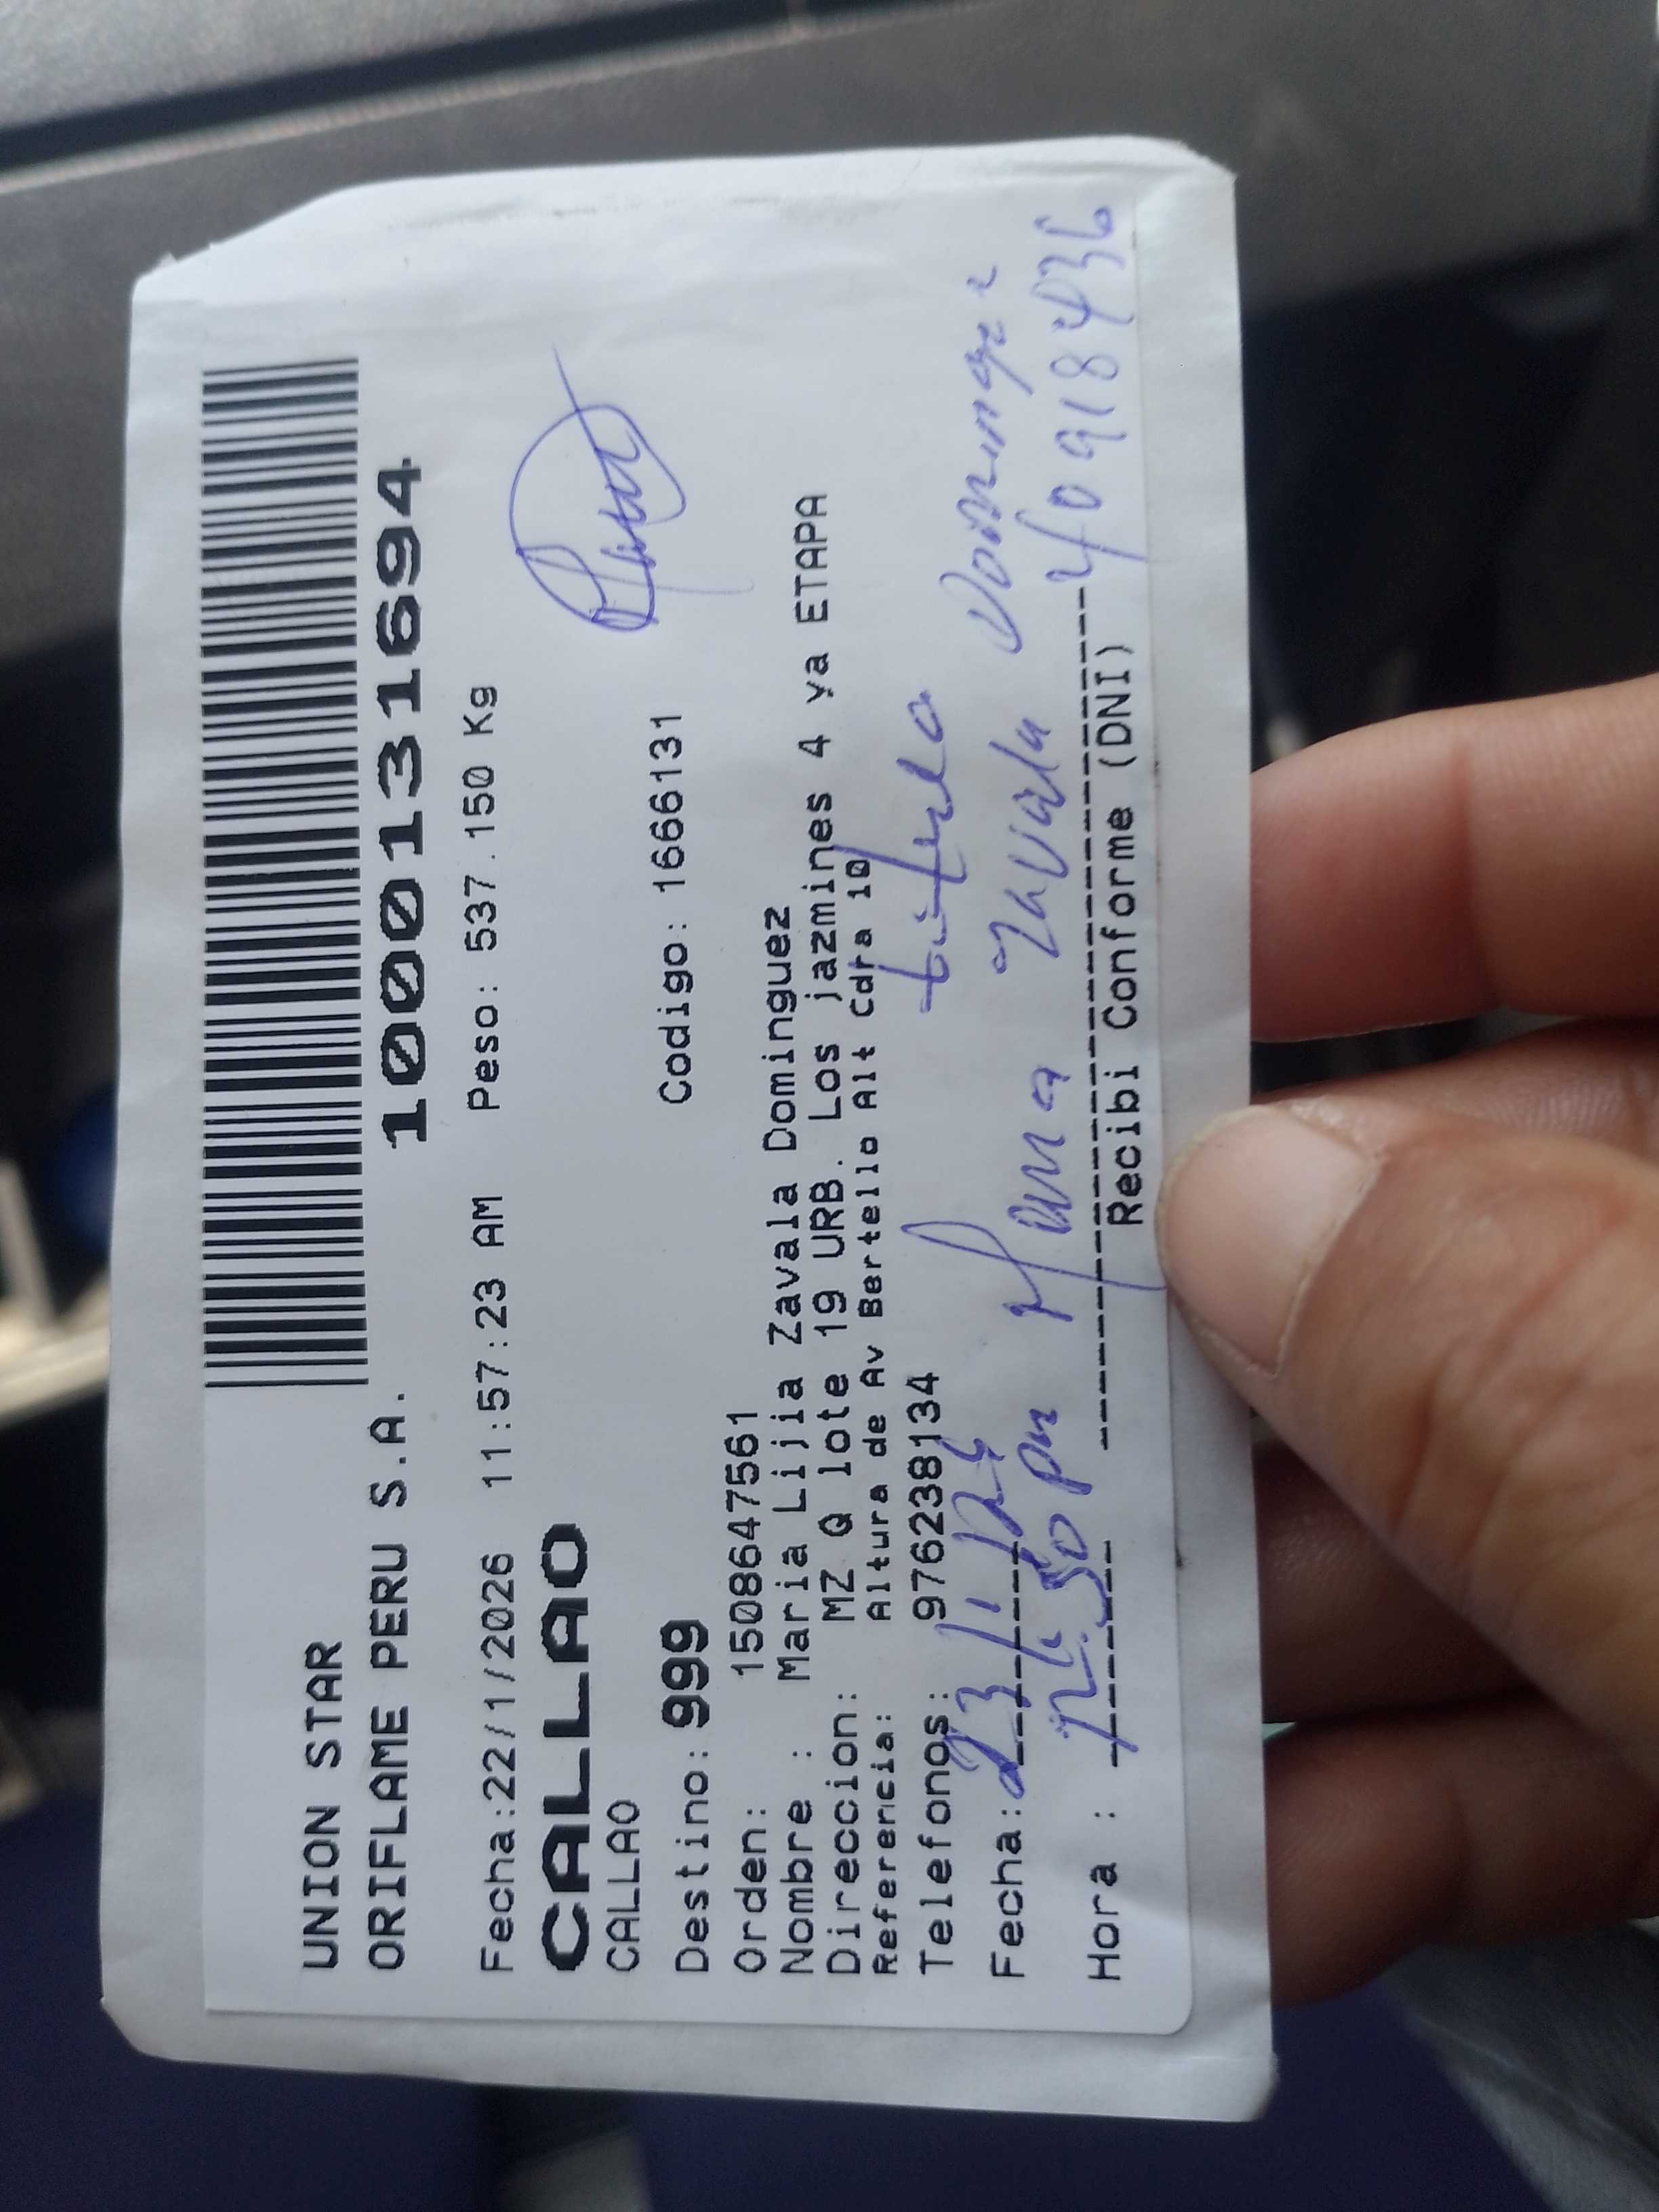 UNION STAR
ORIFLAME PERU S.A.
1000131694
Fecha:22/1/2026 11:57:23 AM Peso: 537.150 Kg
CALLAO
CALLAO
Destino: 999 Codigo: 1666131
Orden: 1508647561
Nombre : Maria Lijia Zavala Dominguez
Direccion: MZ Q lote 19 URB. Los jazmines 4 ya ETAPA
Referencia: Altura de Av Bertello Alt Cdra 10
Telefonos: 976238134
titular
Fecha: 23/1/26
Maria Zavala Dominguez
Hora : 12:50 pm
40918436
Recibi Conforme (DNI)